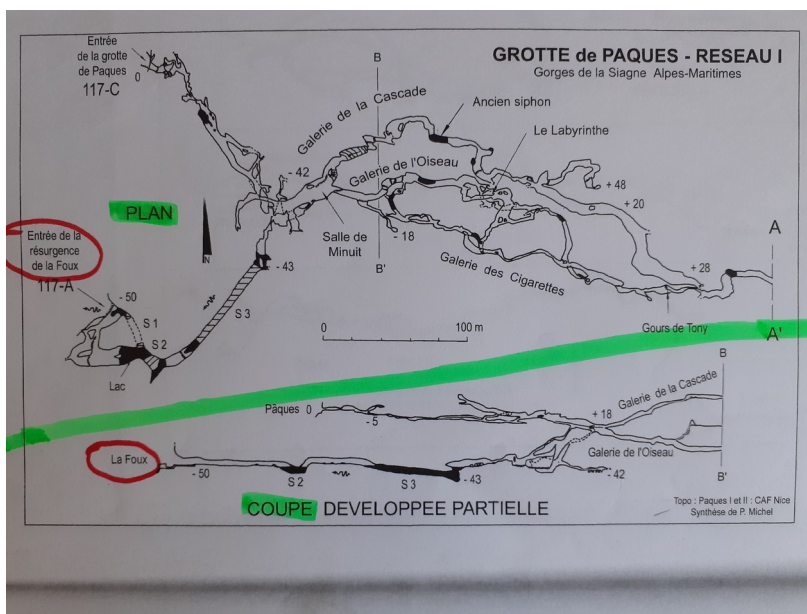 GROTTE de PAQUES - RESEAU I
Gorges de la Siagne Alpes-Maritimes
Entrée
de la grotte
de Paques
117-C
0
B
Galerie de la Cascade
Ancien siphon
Le Labyrinthe
Galerie de l'Oiseau
- 42
+ 48
+ 20
PLAN
N
Salle de
Minuit
- 18
B'
Galerie des Cigarettes
A
+ 28
Entrée de la
résurgence
de la Foux
117-A
- 43
- 50
S 1
S 2
S 3
Lac
0
100 m
Gours de Tony
A'
B
Pâques 0
- 5
+ 18
Galerie de la Cascade
Galerie de l'Oiseau
La Foux
- 50
S 2
S 3
- 43
- 42
B'
COUPE DEVELOPPEE PARTIELLE
Topo : Paques I et II : CAF Nice
Synthèse de P. Michel